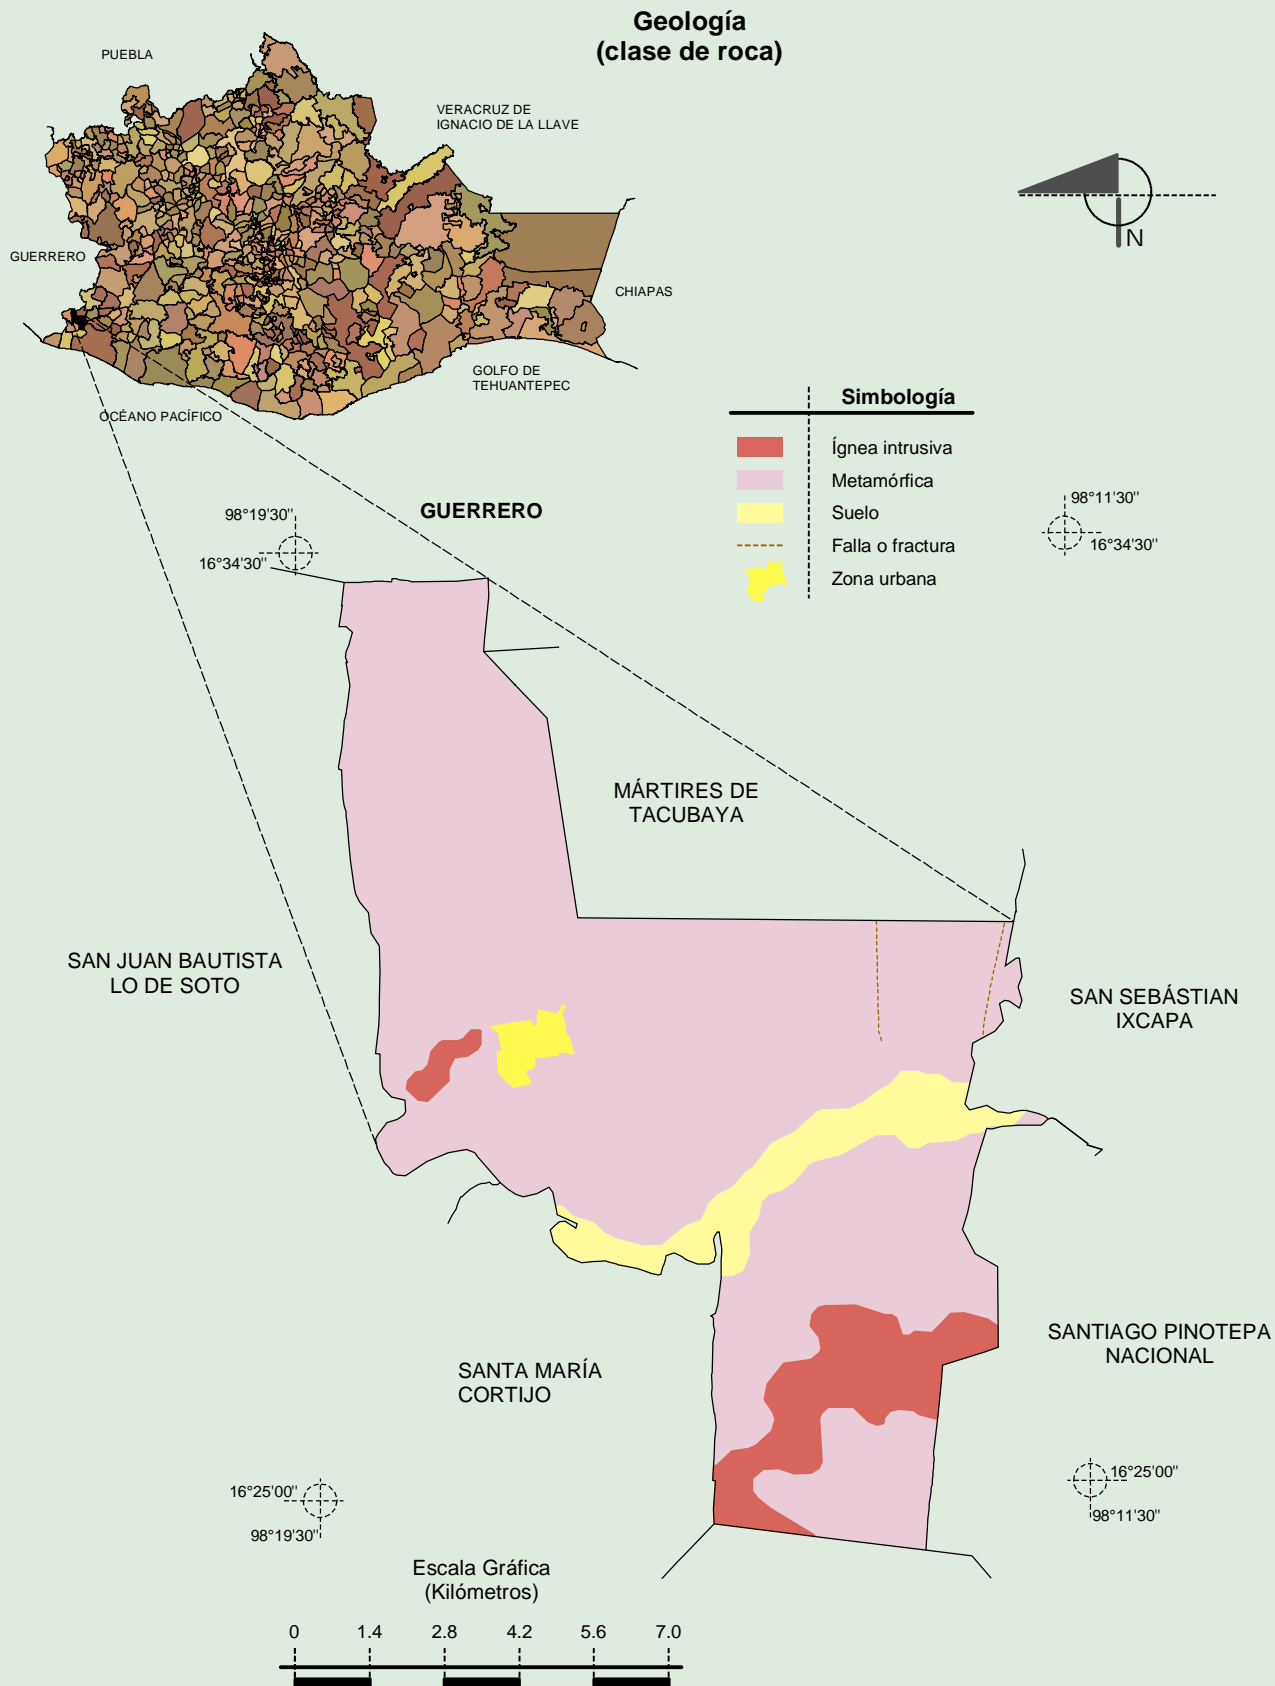 Geología
(clase de roca)
PUEBLA
VERACRUZ DE
IGNACIO DE LA LLAVE
GUERRERO
CHIAPAS
GOLFO DE
TEHUANTEPEC
OCÉANO PACÍFICO
N
Simbología
Ígnea intrusiva
Metamórfica
Suelo
Falla o fractura
Zona urbana
98°19'30"
16°34'30"
GUERRERO
98°11'30"
16°34'30"
MÁRTIRES DE
TACUBAYA
SAN JUAN BAUTISTA
LO DE SOTO
SAN SEBÁSTIAN
IXCAPA
SANTIAGO PINOTEPA
NACIONAL
SANTA MARÍA
CORTIJO
16°25'00"
98°19'30"
16°25'00"
98°11'30"
Escala Gráfica
(Kilómetros)
0 1.4 2.8 4.2 5.6 7.0